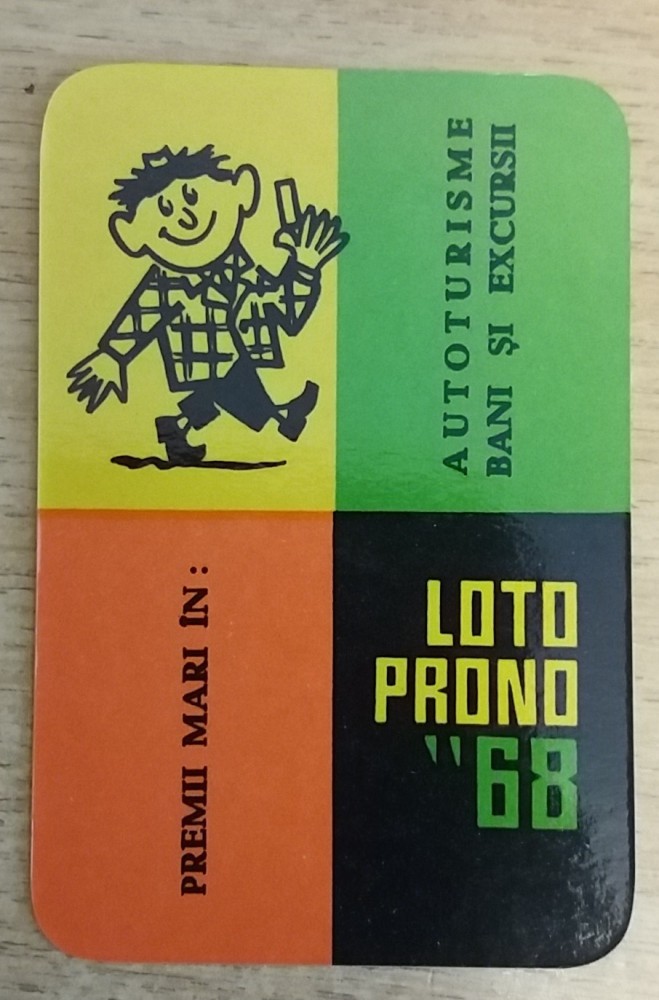 PREMII MARI ÎN :
AUTOTURISME
BANI ȘI EXCURSII
LOTO
PRONO
"68